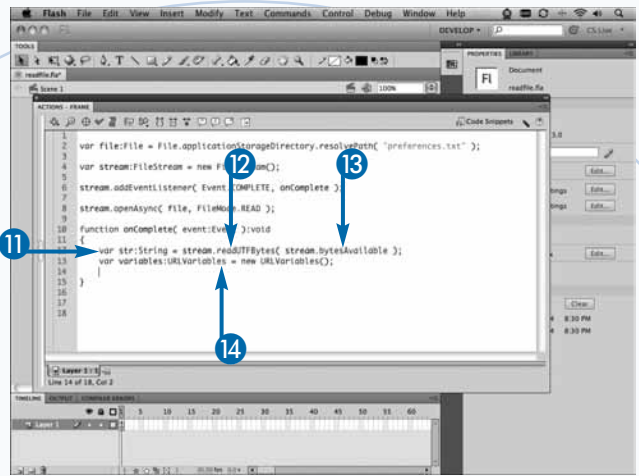 Flash File Edit View Insert Modify Text Commands Control Debug Window Help
DEVELOP CS Live
TOOLS
PROPERTIES LIBRARY
readfile.fla*
Scene 1 100%
Fl Document
readfile.fla
ACTIONS - FRAME
Code Snippets
1
2 var file:File = File.applicationStorageDirectory.resolvePath( "preferences.txt" );
3
4 var stream:FileStream = new FileStream();
5
6 stream.addEventListener( Event.COMPLETE, onComplete );
7
8 stream.openAsync( file, FileMode.READ );
9
10 function onComplete( event:Event ):void
11 {
12 var str:String = stream.readUTFBytes( stream.bytesAvailable );
13 var variables:URLVariables = new URLVariables();
14
15 }
16
17
18
11
12
13
14
3.0
Edit...
ttings Edit...
tings Edit...
Edit...
Clear
8:30 PM
8:30 PM
Layer 1 : 1
Line 14 of 18, Col 2
TIMELINE OUTPUT COMPILER ERRORS
1 5 10 15 20 25 30 35 40 45 50 55 60
Layer 1